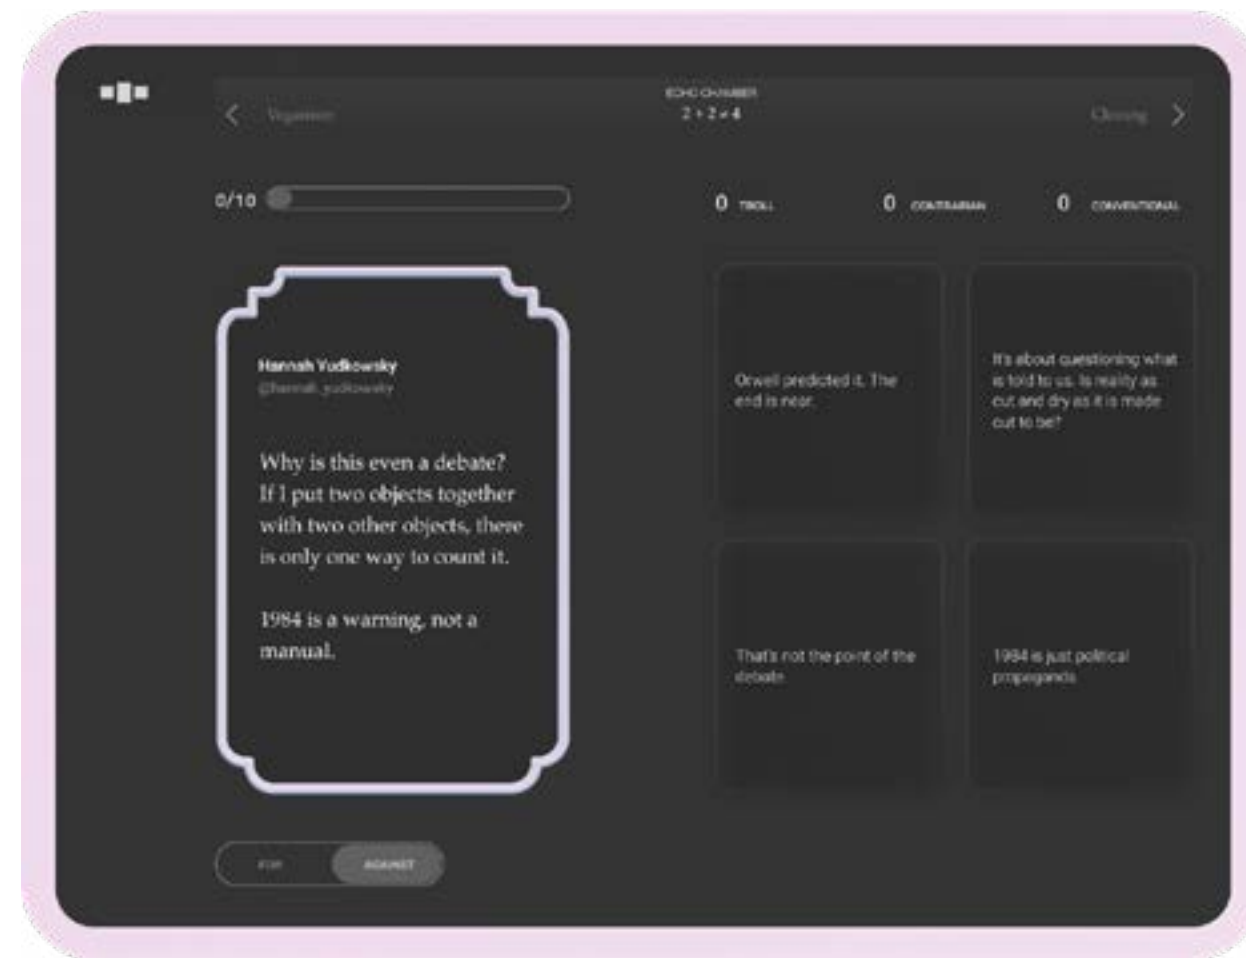 ECHO CHAMBER
2 + 2 ≠ 4
Veganism
0/10
0 TROLL
0 CONTRARIAN
0 CONVENTIONAL
Hannah Yudkowsky
@hannah_yudkowsky
Why is this even a debate?
If I put two objects together
with two other objects, there
is only one way to count it.
1984 is a warning, not a
manual.
Orwell predicted it. The
end is near.
It's about questioning what
is told to us. Is reality as
cut and dry as it is made
out to be?
That's not the point of the
debate
1984 is just political
propaganda.
FOR
AGAINST